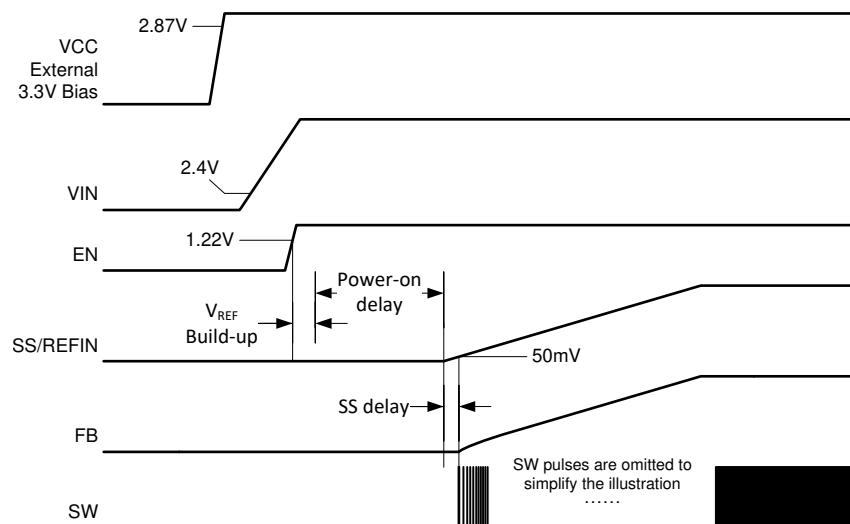 2.87V
VCC
External
3.3V Bias
2.4V
VIN
1.22V
EN
Power-on
delay
VREF
Build-up
SS/REFIN
50mV
SS delay
FB
SW pulses are omitted to
simplify the illustration
......
SW